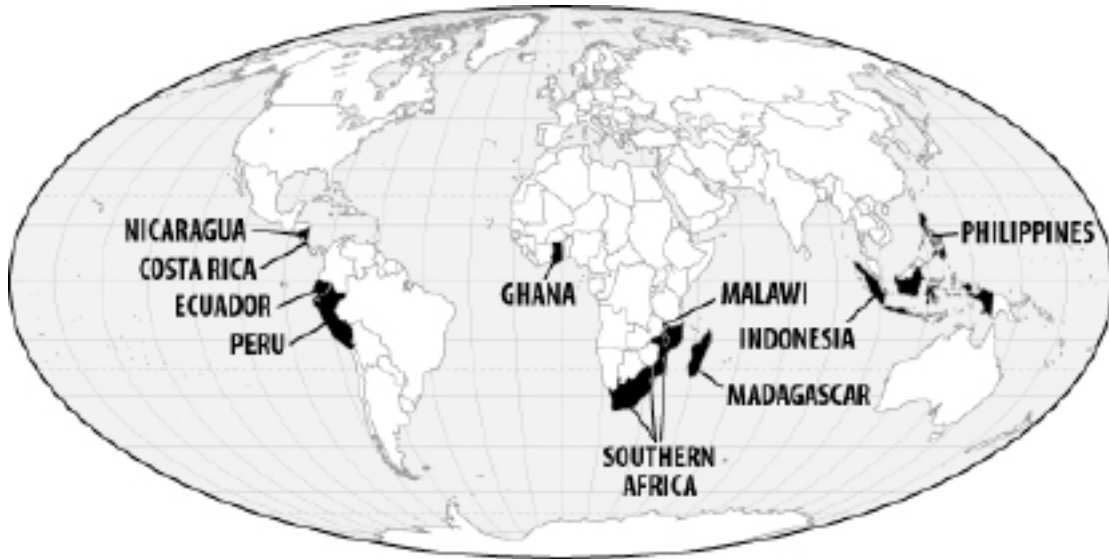 NICARAGUA
COSTA RICA
ECUADOR
PERU
GHANA
MALAWI
PHILIPPINES
INDONESIA
MADAGASCAR
SOUTHERN
AFRICA